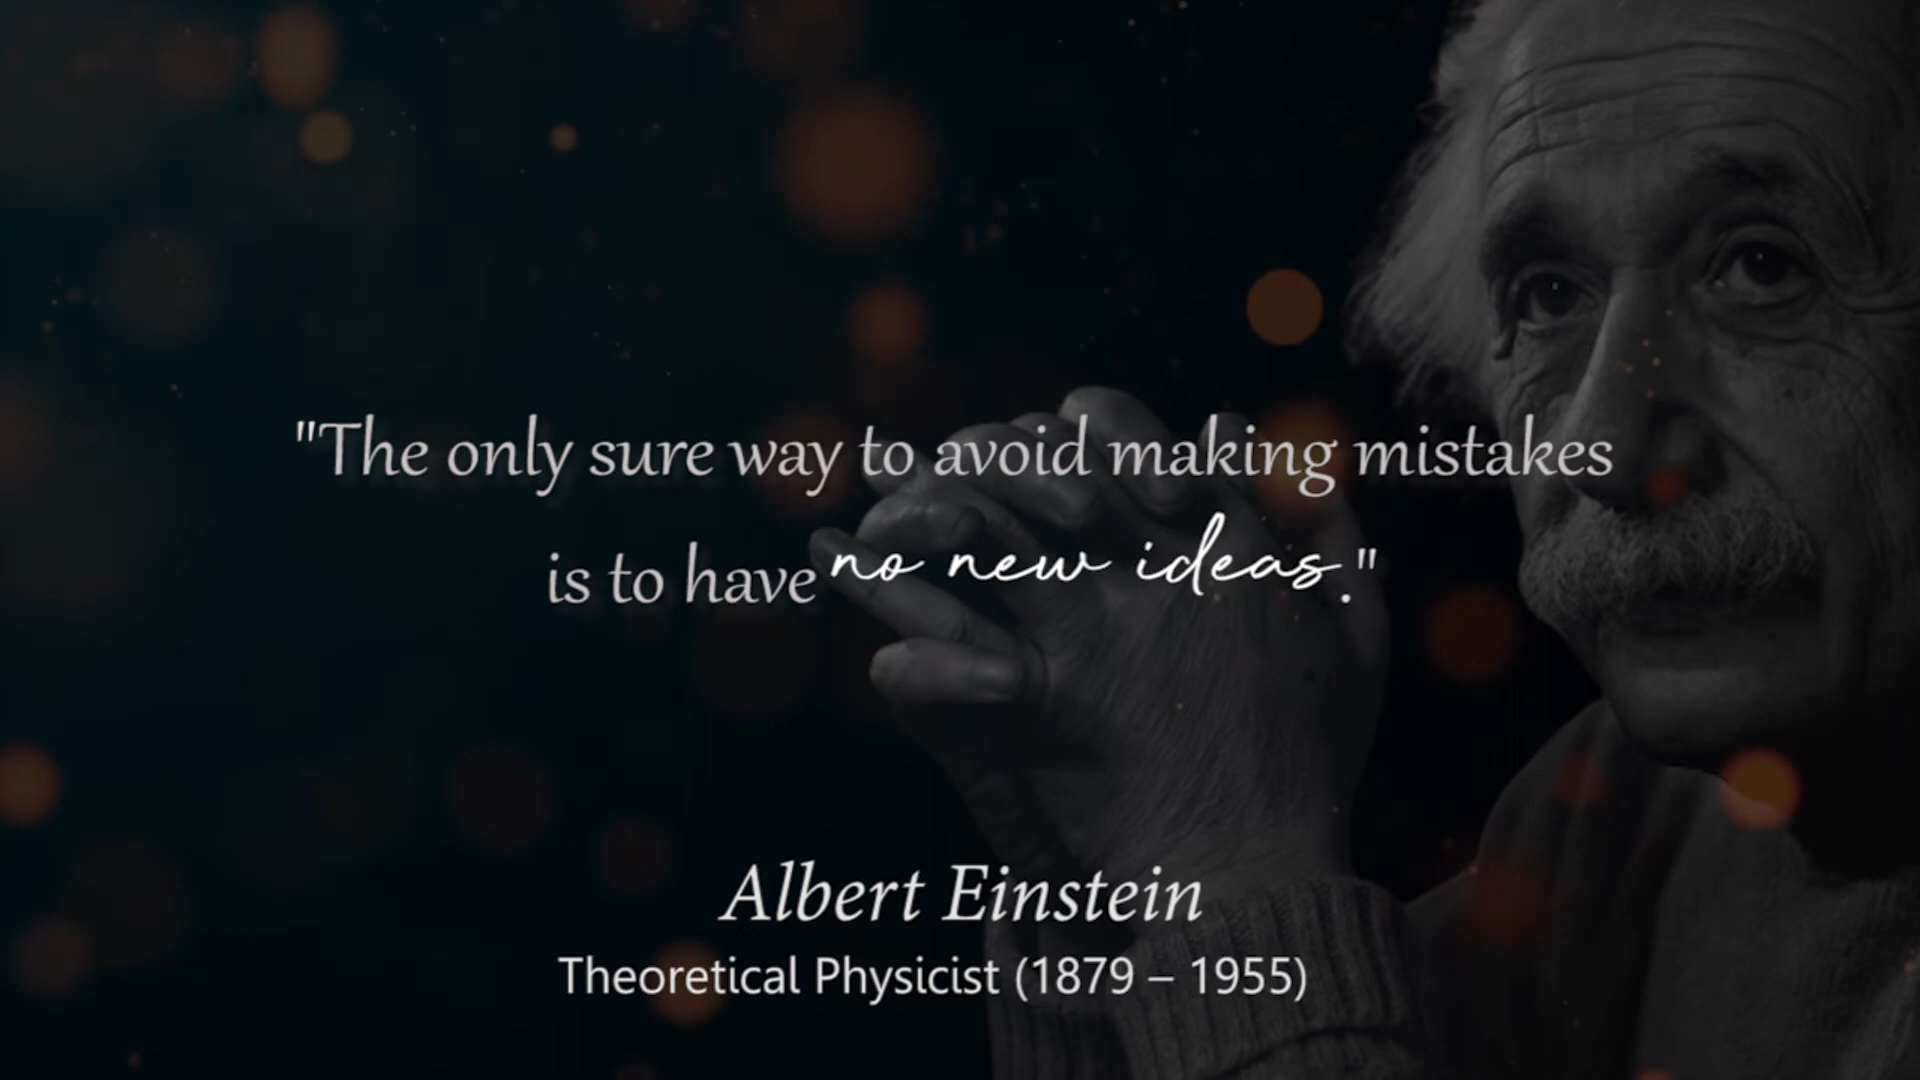 "The only sure way to avoid making mistakes
is to have no new ideas."
Albert Einstein
Theoretical Physicist (1879 – 1955)